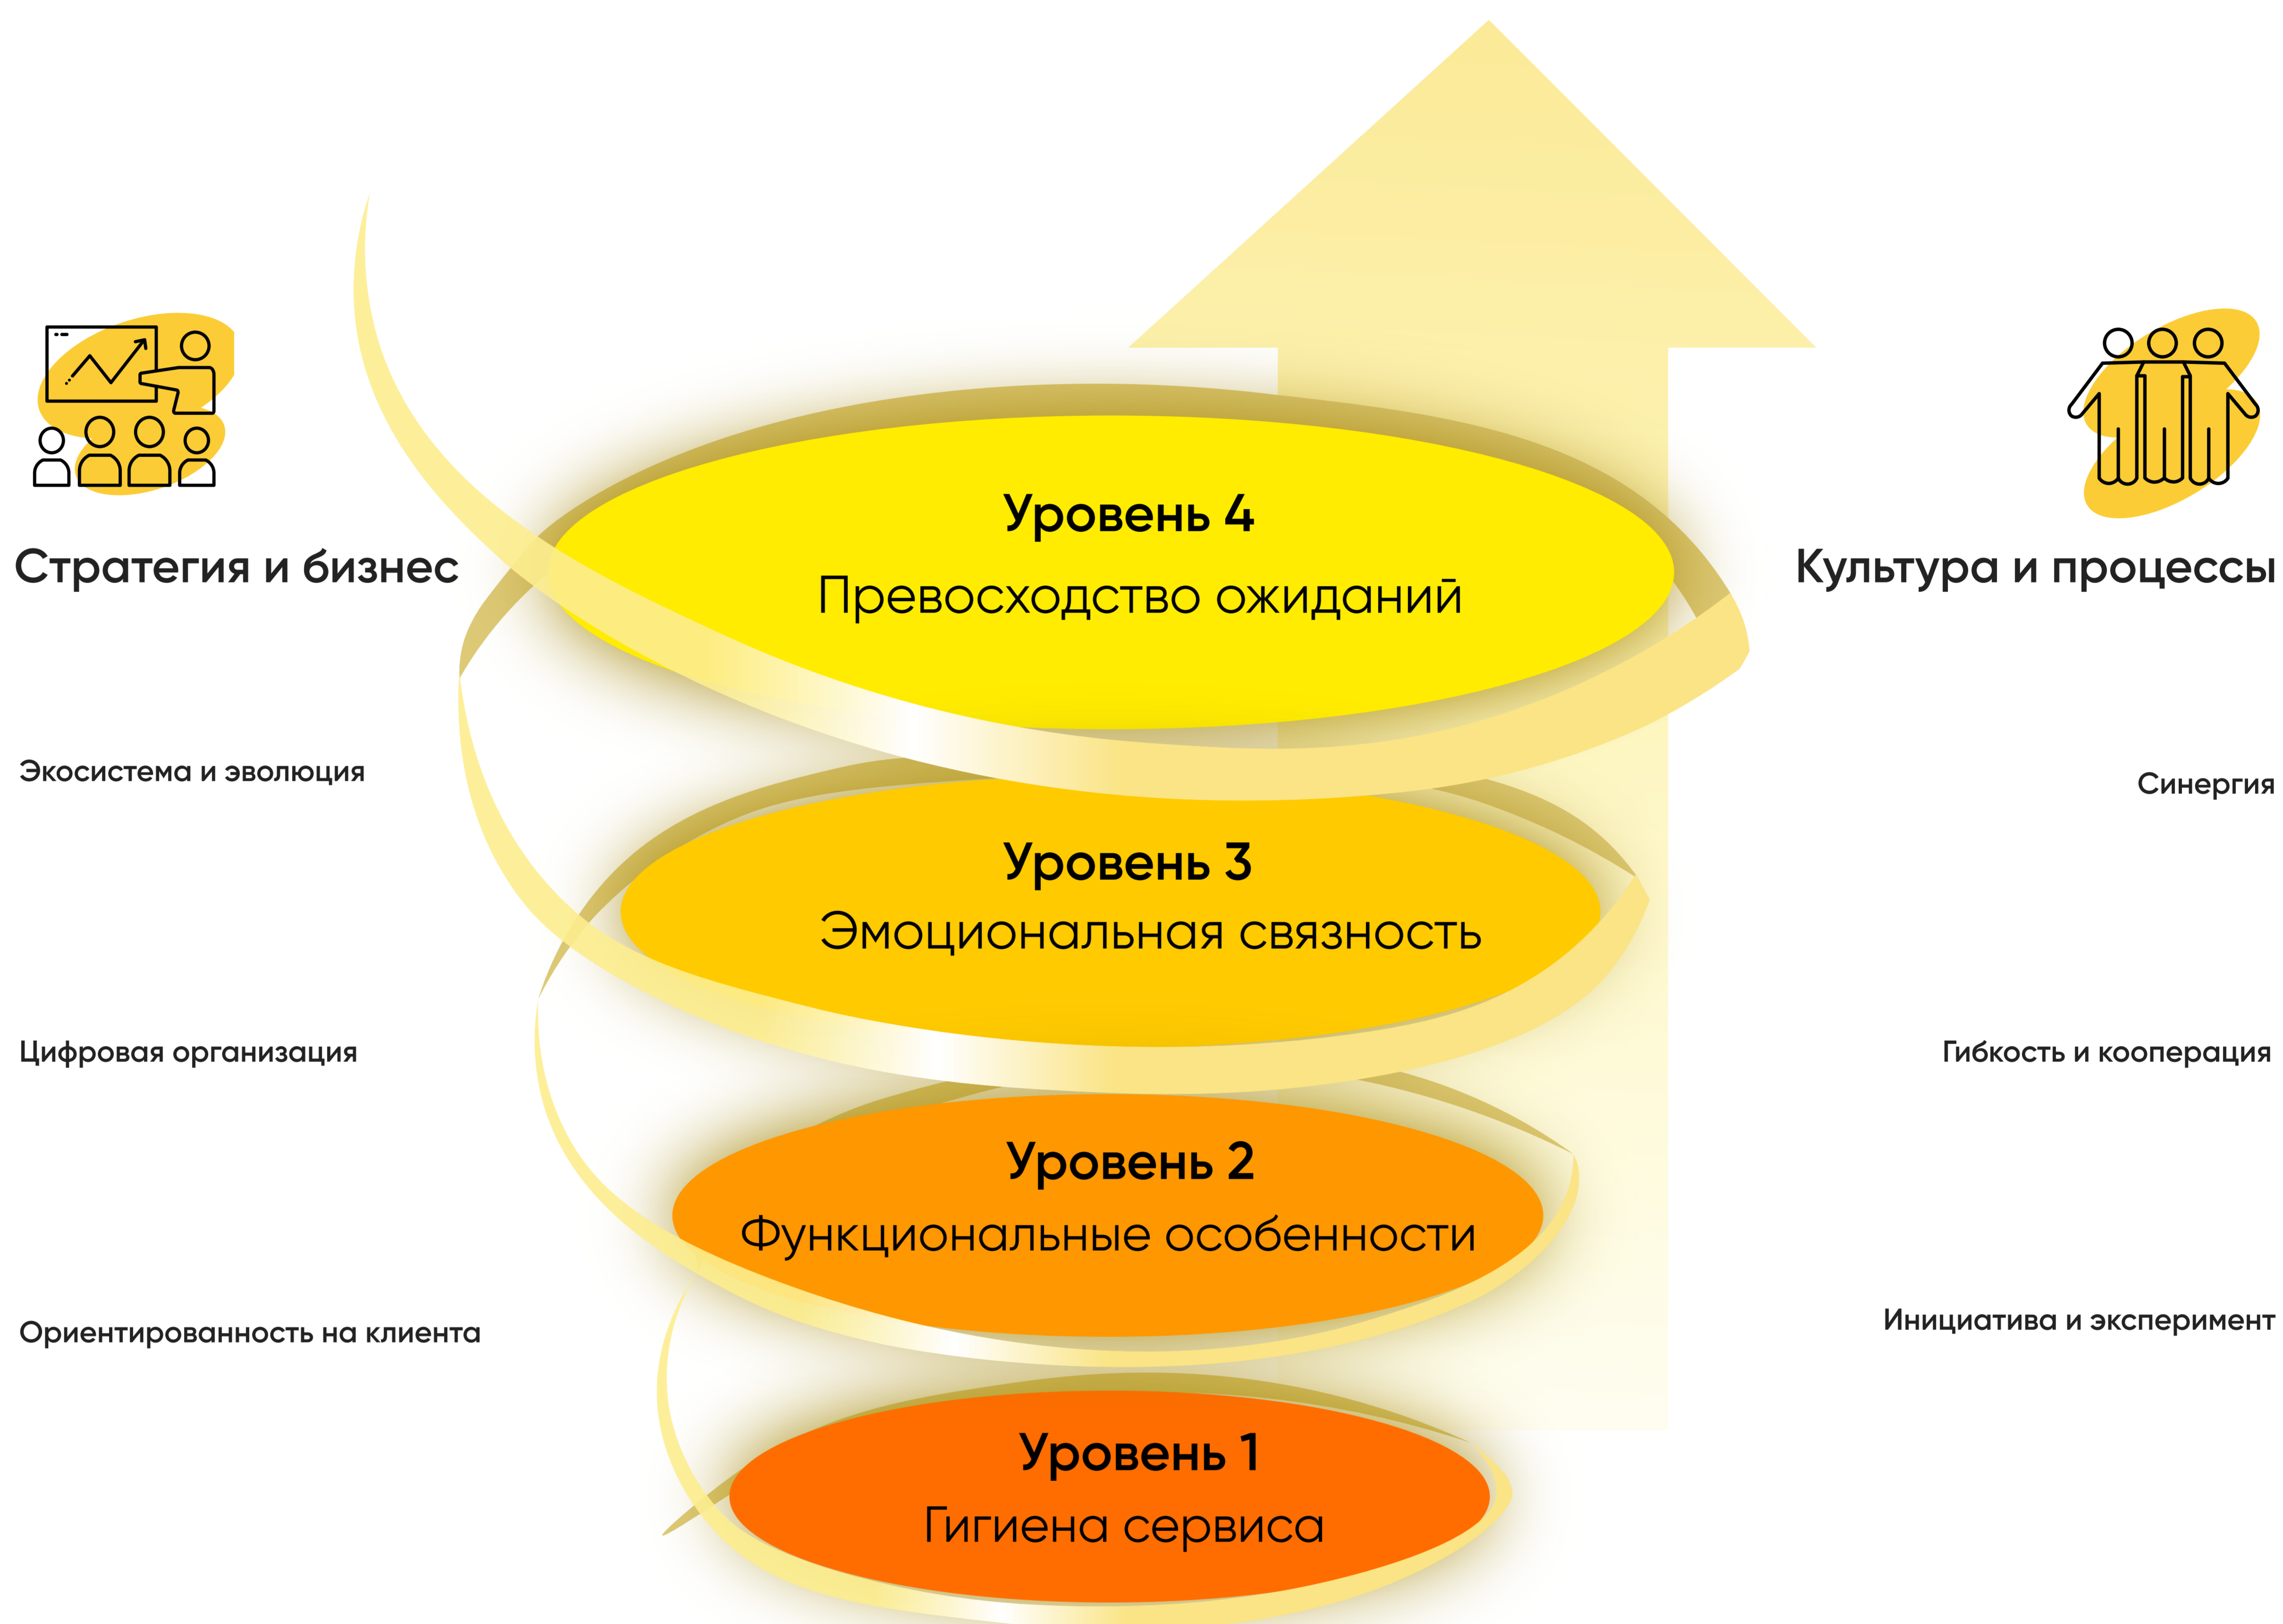 Уровень 4
Превосходство ожиданий
Стратегия и бизнес
Культура и процессы
Экосистема и эволюция
Синергия
Уровень 3
Эмоциональная связность
Цифровая организация
Гибкость и кооперация
Уровень 2
Функциональные особенности
Ориентированность на клиента
Инициатива и эксперимент
Уровень 1
Гигиена сервиса